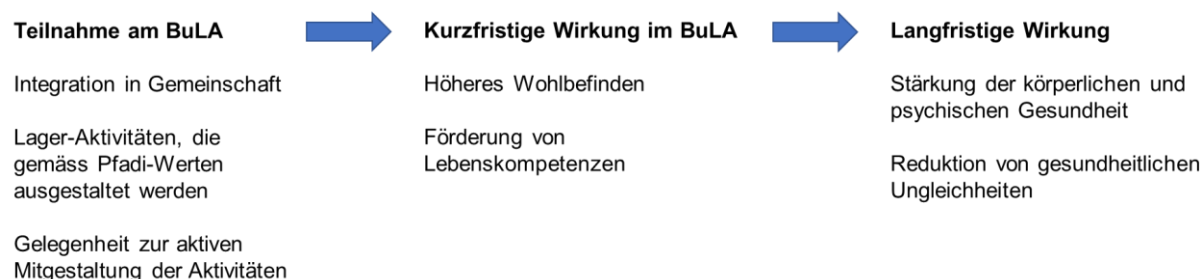 Teilnahme am BuLA
Integration in Gemeinschaft
Lager-Aktivitäten, die
gemäss Pfadi-Werten
ausgestaltet werden
Gelegenheit zur aktiven
Mitgestaltung der Aktivitäten
Kurzfristige Wirkung im BuLA
Höheres Wohlbefinden
Förderung von
Lebenskompetenzen
Langfristige Wirkung
Stärkung der körperlichen und
psychischen Gesundheit
Reduktion von gesundheitlichen
Ungleichheiten